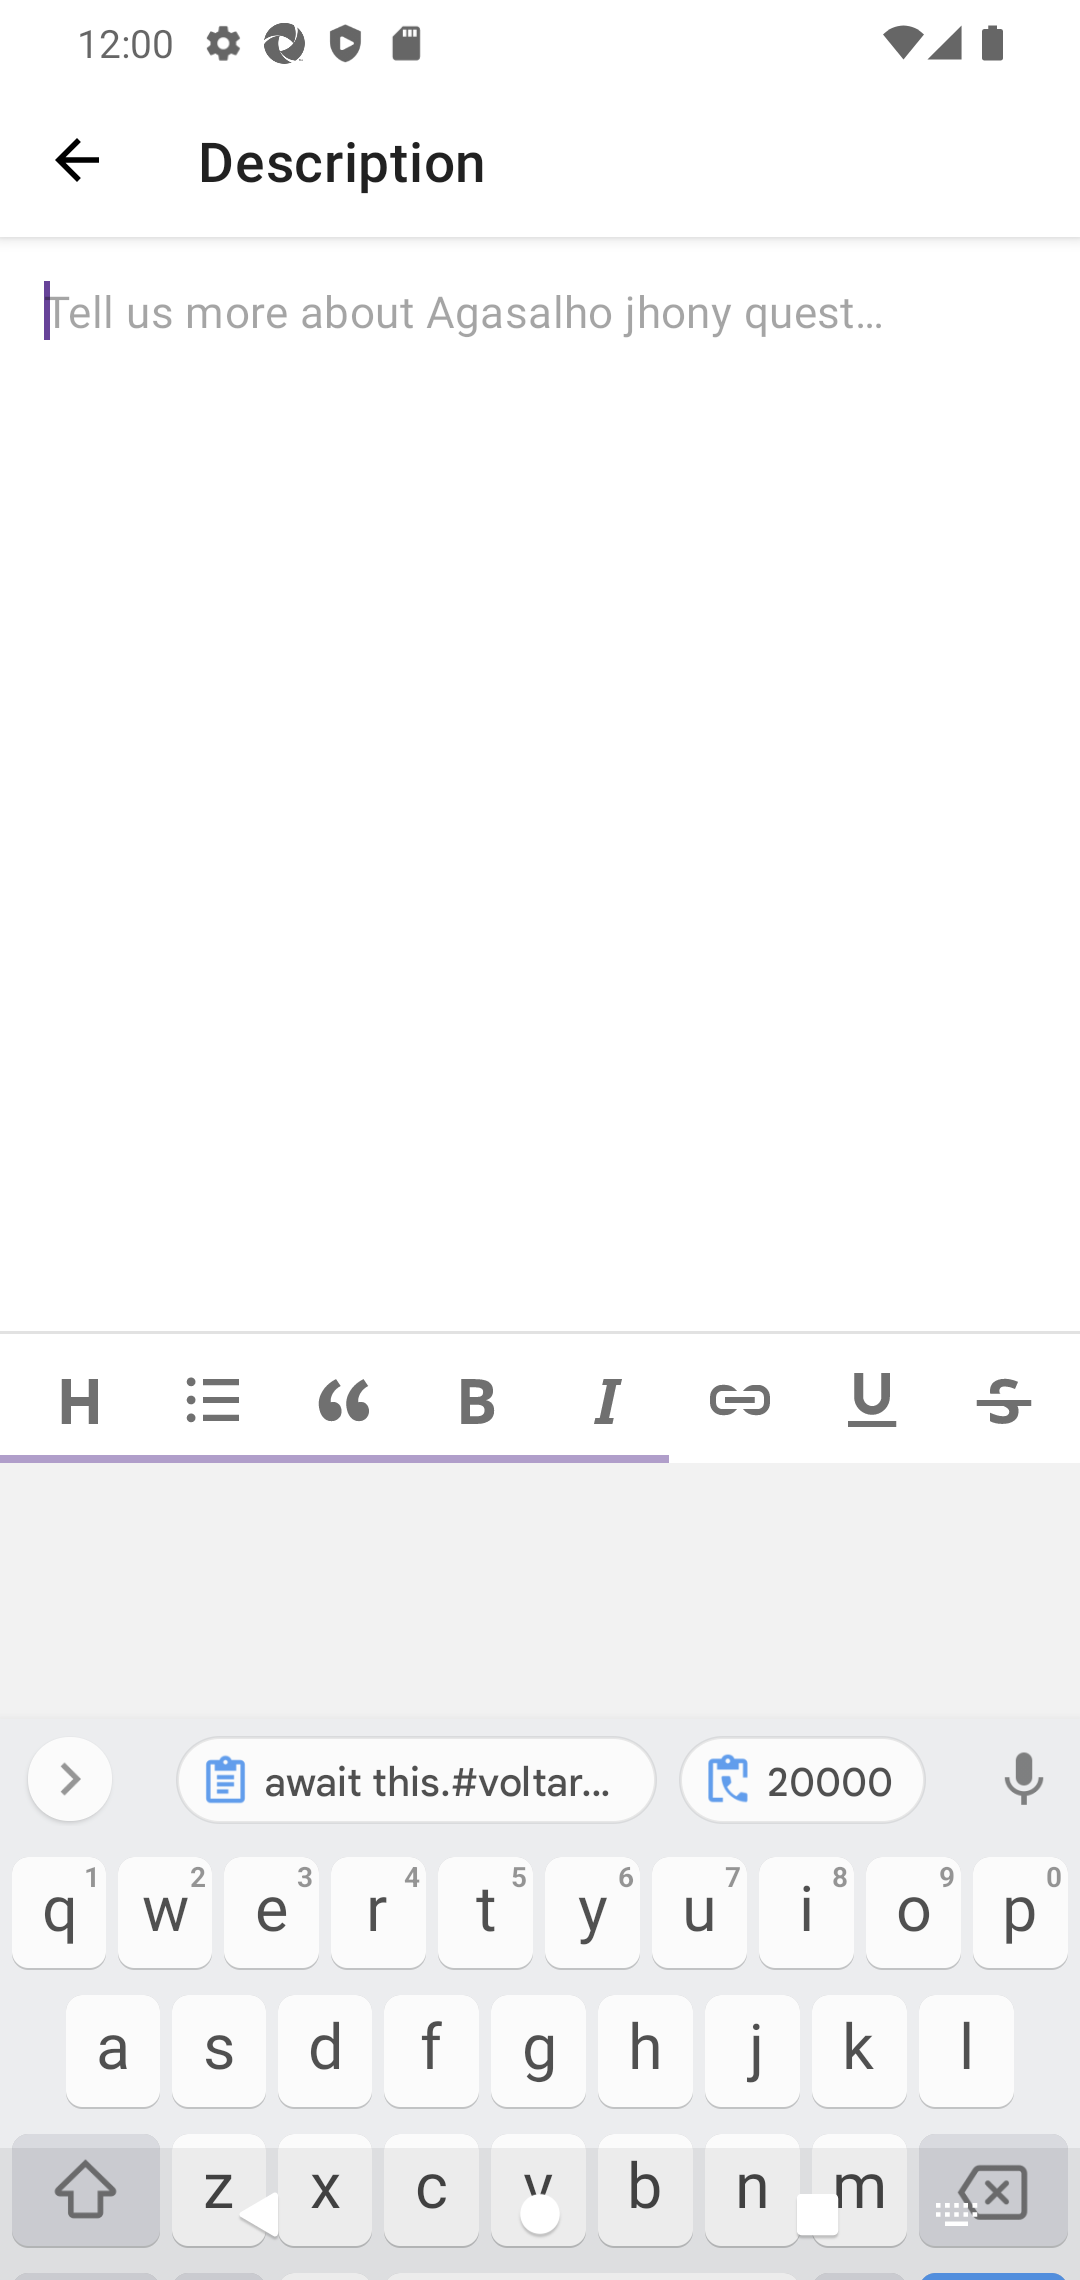 12:00
Description
Tell us more about Agasalho jhony quest…
H B I U S
await this.#voltar... 20000
1 2 3 4 5 6 7 8 9 0
q w e r t y u i o p
a s d f g h j k l
z x c v b n m